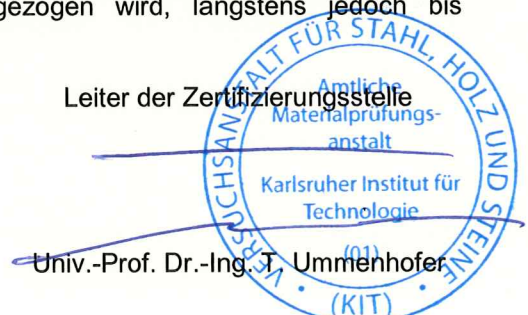 gezogen wird, längstens jedoch bis
Leiter der Zertifizierungsstelle
VERSUCHSANSTALT FÜR STAHL, HOLZ UND STEINE
Amtliche
Materialprüfungs-
anstalt
Karlsruher Institut für
Technologie
(01)
(KIT)
Univ.-Prof. Dr.-Ing. T. Ummenhofer